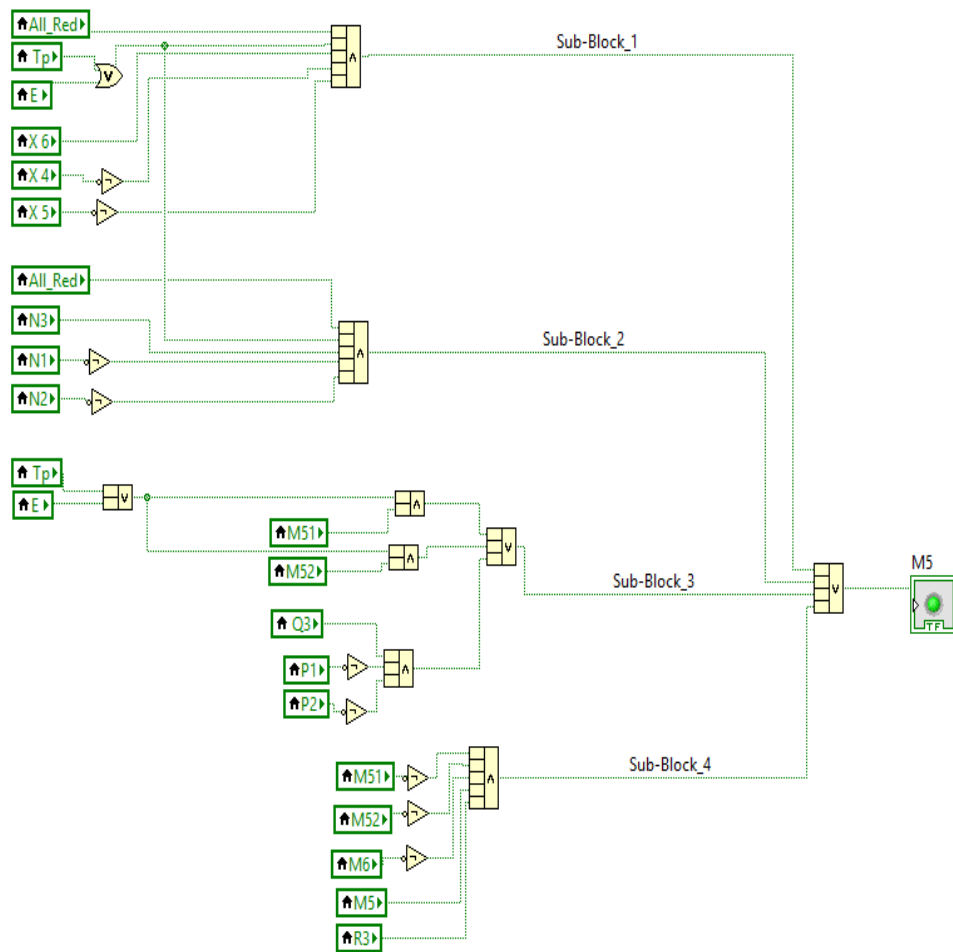 All_Red
Sub-Block_1
Tp
V
Λ
E
X 6
X 4
¬
X 5
¬
All_Red
N3
Sub-Block_2
N1
¬
Λ
N2
¬
Tp
E
V
Λ
M51
V
Λ
M52
M5
Sub-Block_3
V
TF
Q3
P1
¬
Λ
P2
¬
Sub-Block_4
M51
¬
Λ
M52
¬
M6
¬
M5
R3